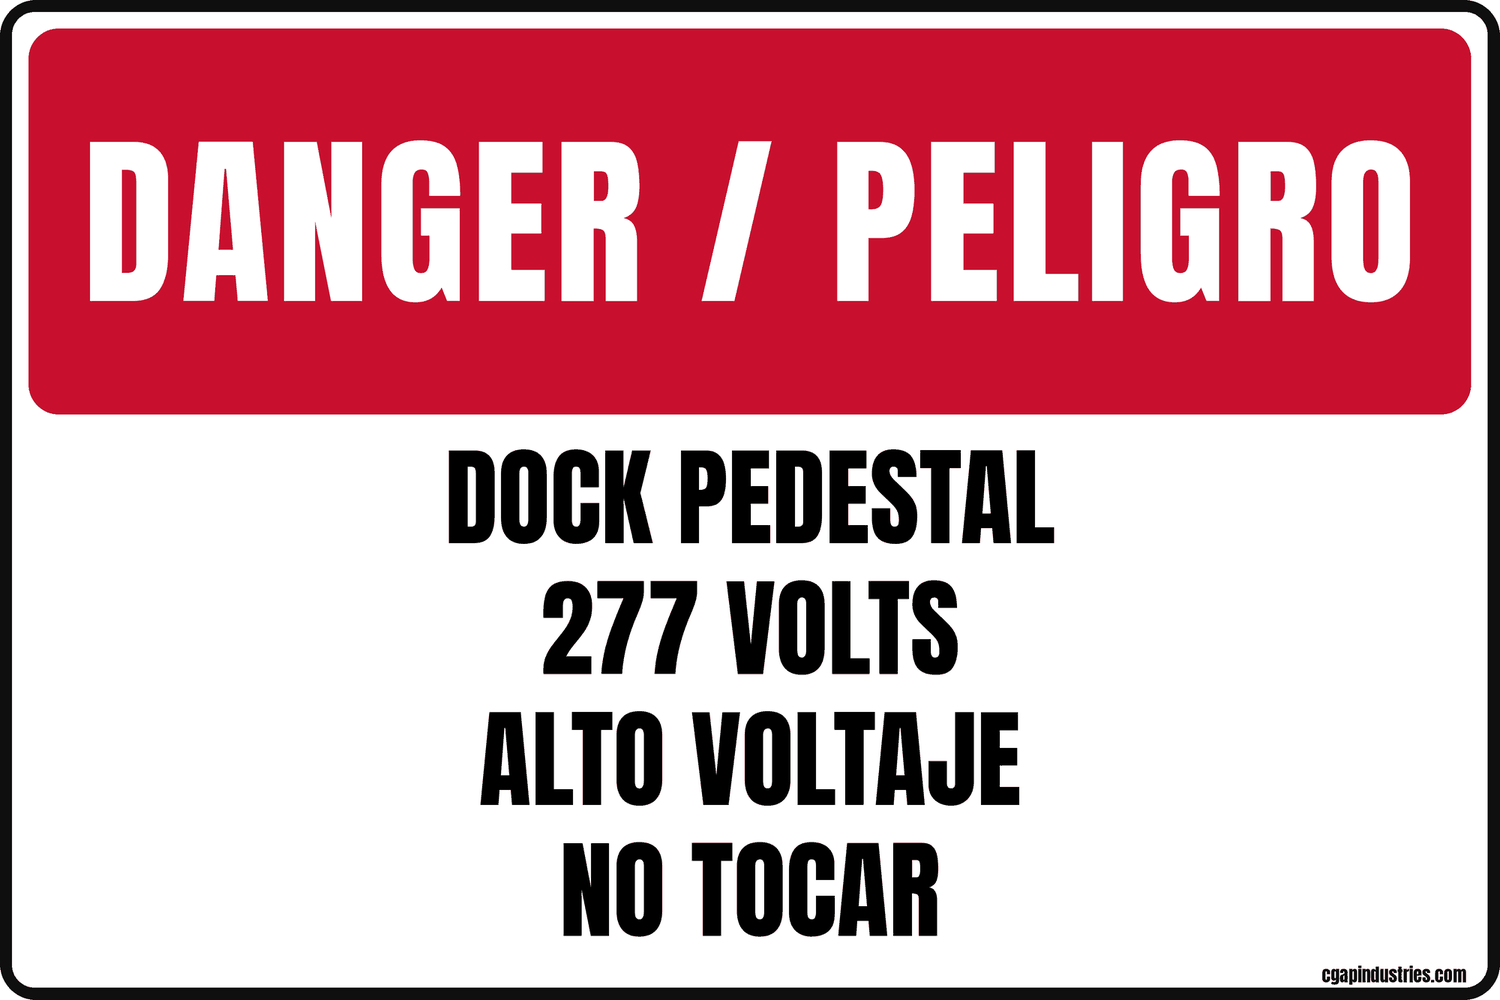 DANGER / PELIGRO
DOCK PEDESTAL
277 VOLTS
ALTO VOLTAJE
NO TOCAR
cgapindustries.com